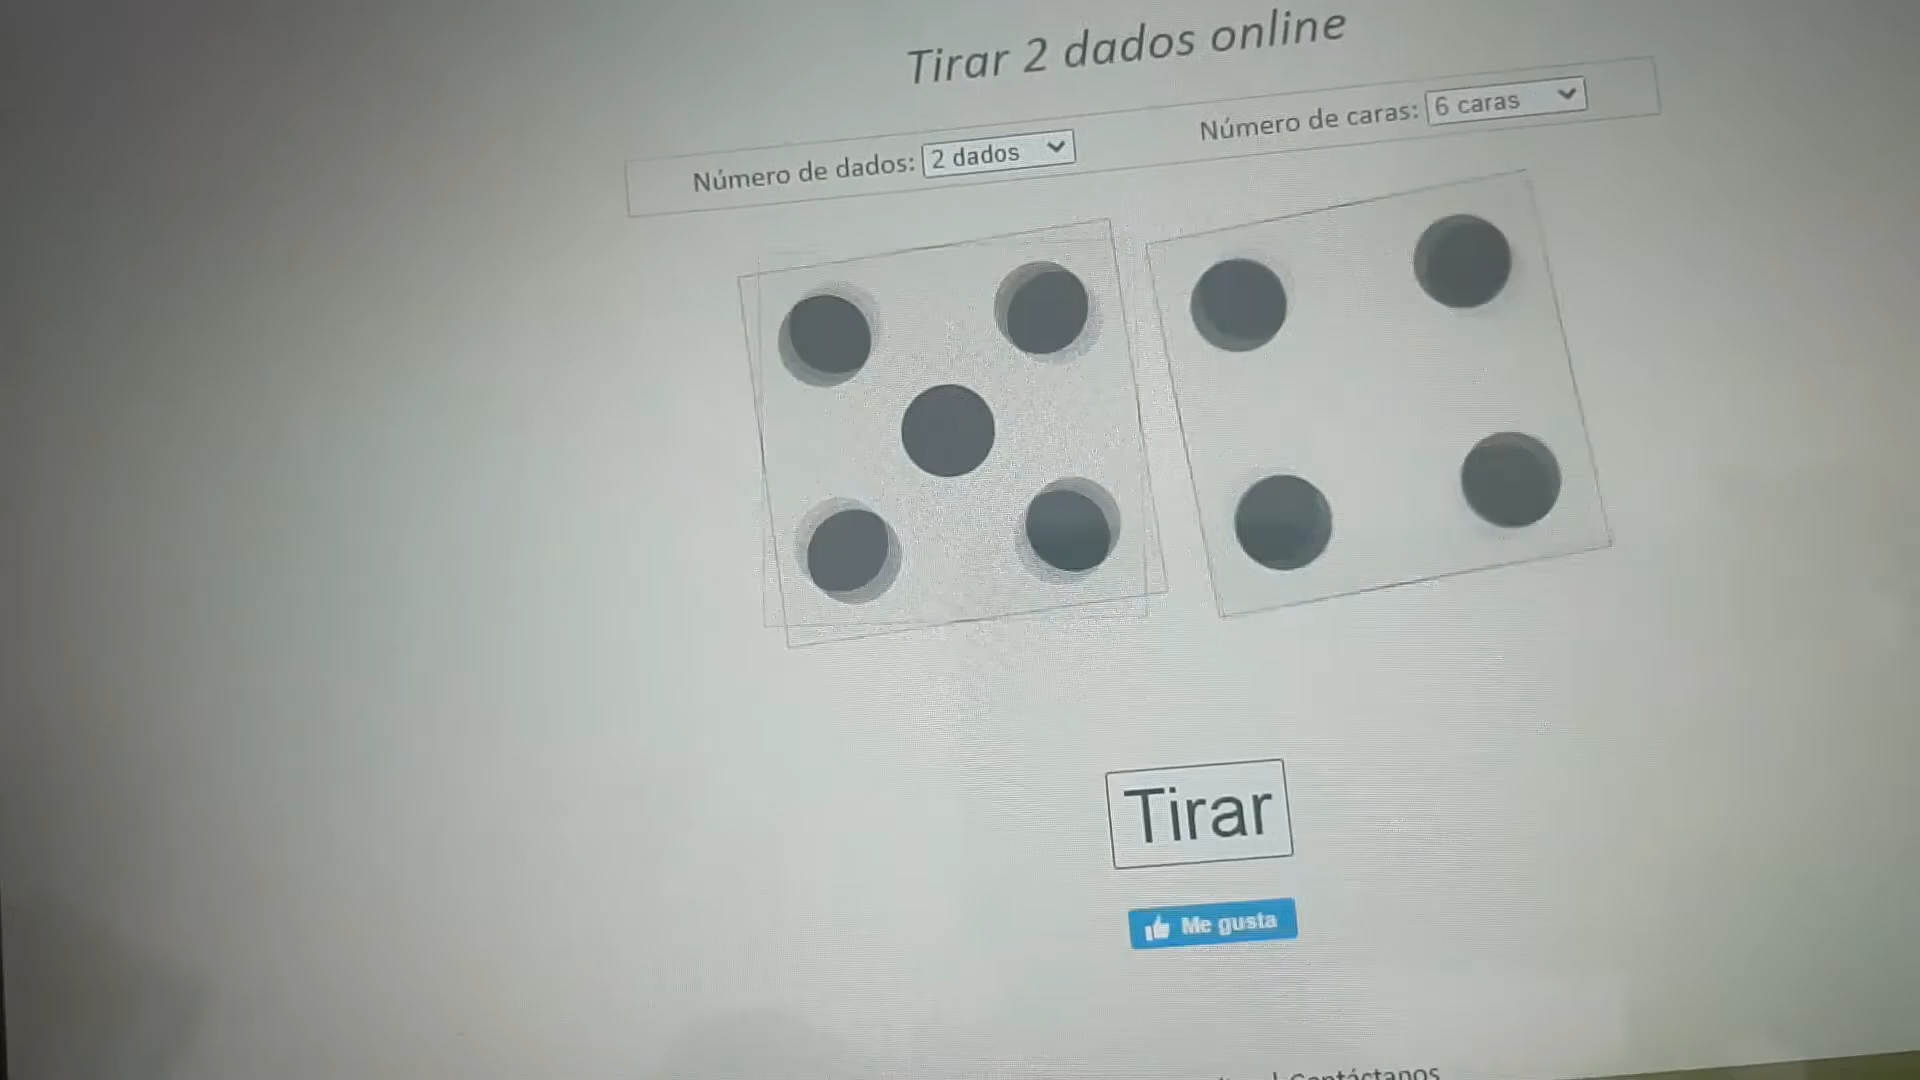 Tirar 2 dados online
Número de dados: 2 dados Número de caras: 6 caras
Tirar
Me gusta
Contáctanos